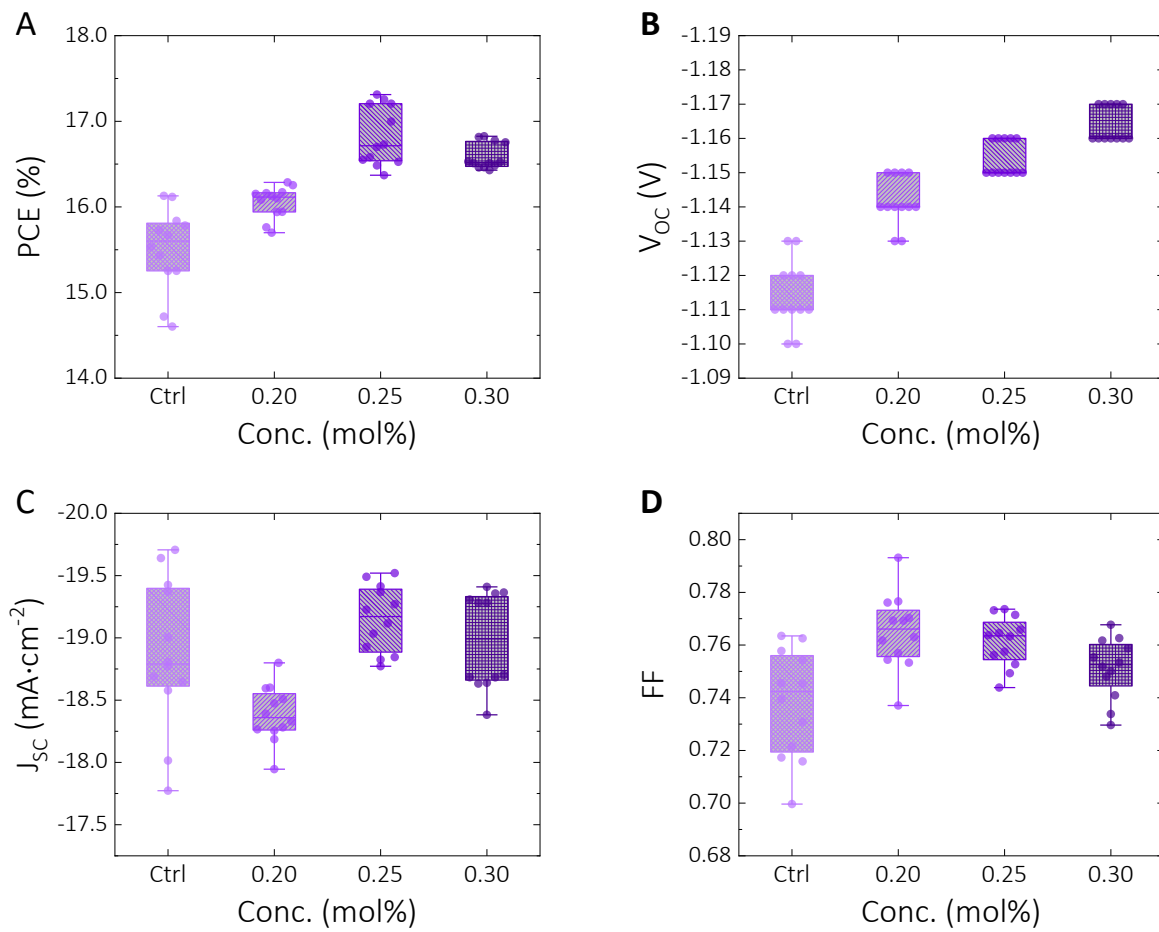 A
PCE (%)
18.0
17.0
16.0
15.0
14.0
Ctrl 0.20 0.25 0.30
Conc. (mol%)
B
V_OC (V)
-1.19
-1.18
-1.17
-1.16
-1.15
-1.14
-1.13
-1.12
-1.11
-1.10
-1.09
Ctrl 0.20 0.25 0.30
Conc. (mol%)
C
J_SC (mA·cm⁻²)
-20.0
-19.5
-19.0
-18.5
-18.0
-17.5
Ctrl 0.20 0.25 0.30
Conc. (mol%)
D
FF
0.80
0.78
0.76
0.74
0.72
0.70
0.68
Ctrl 0.20 0.25 0.30
Conc. (mol%)